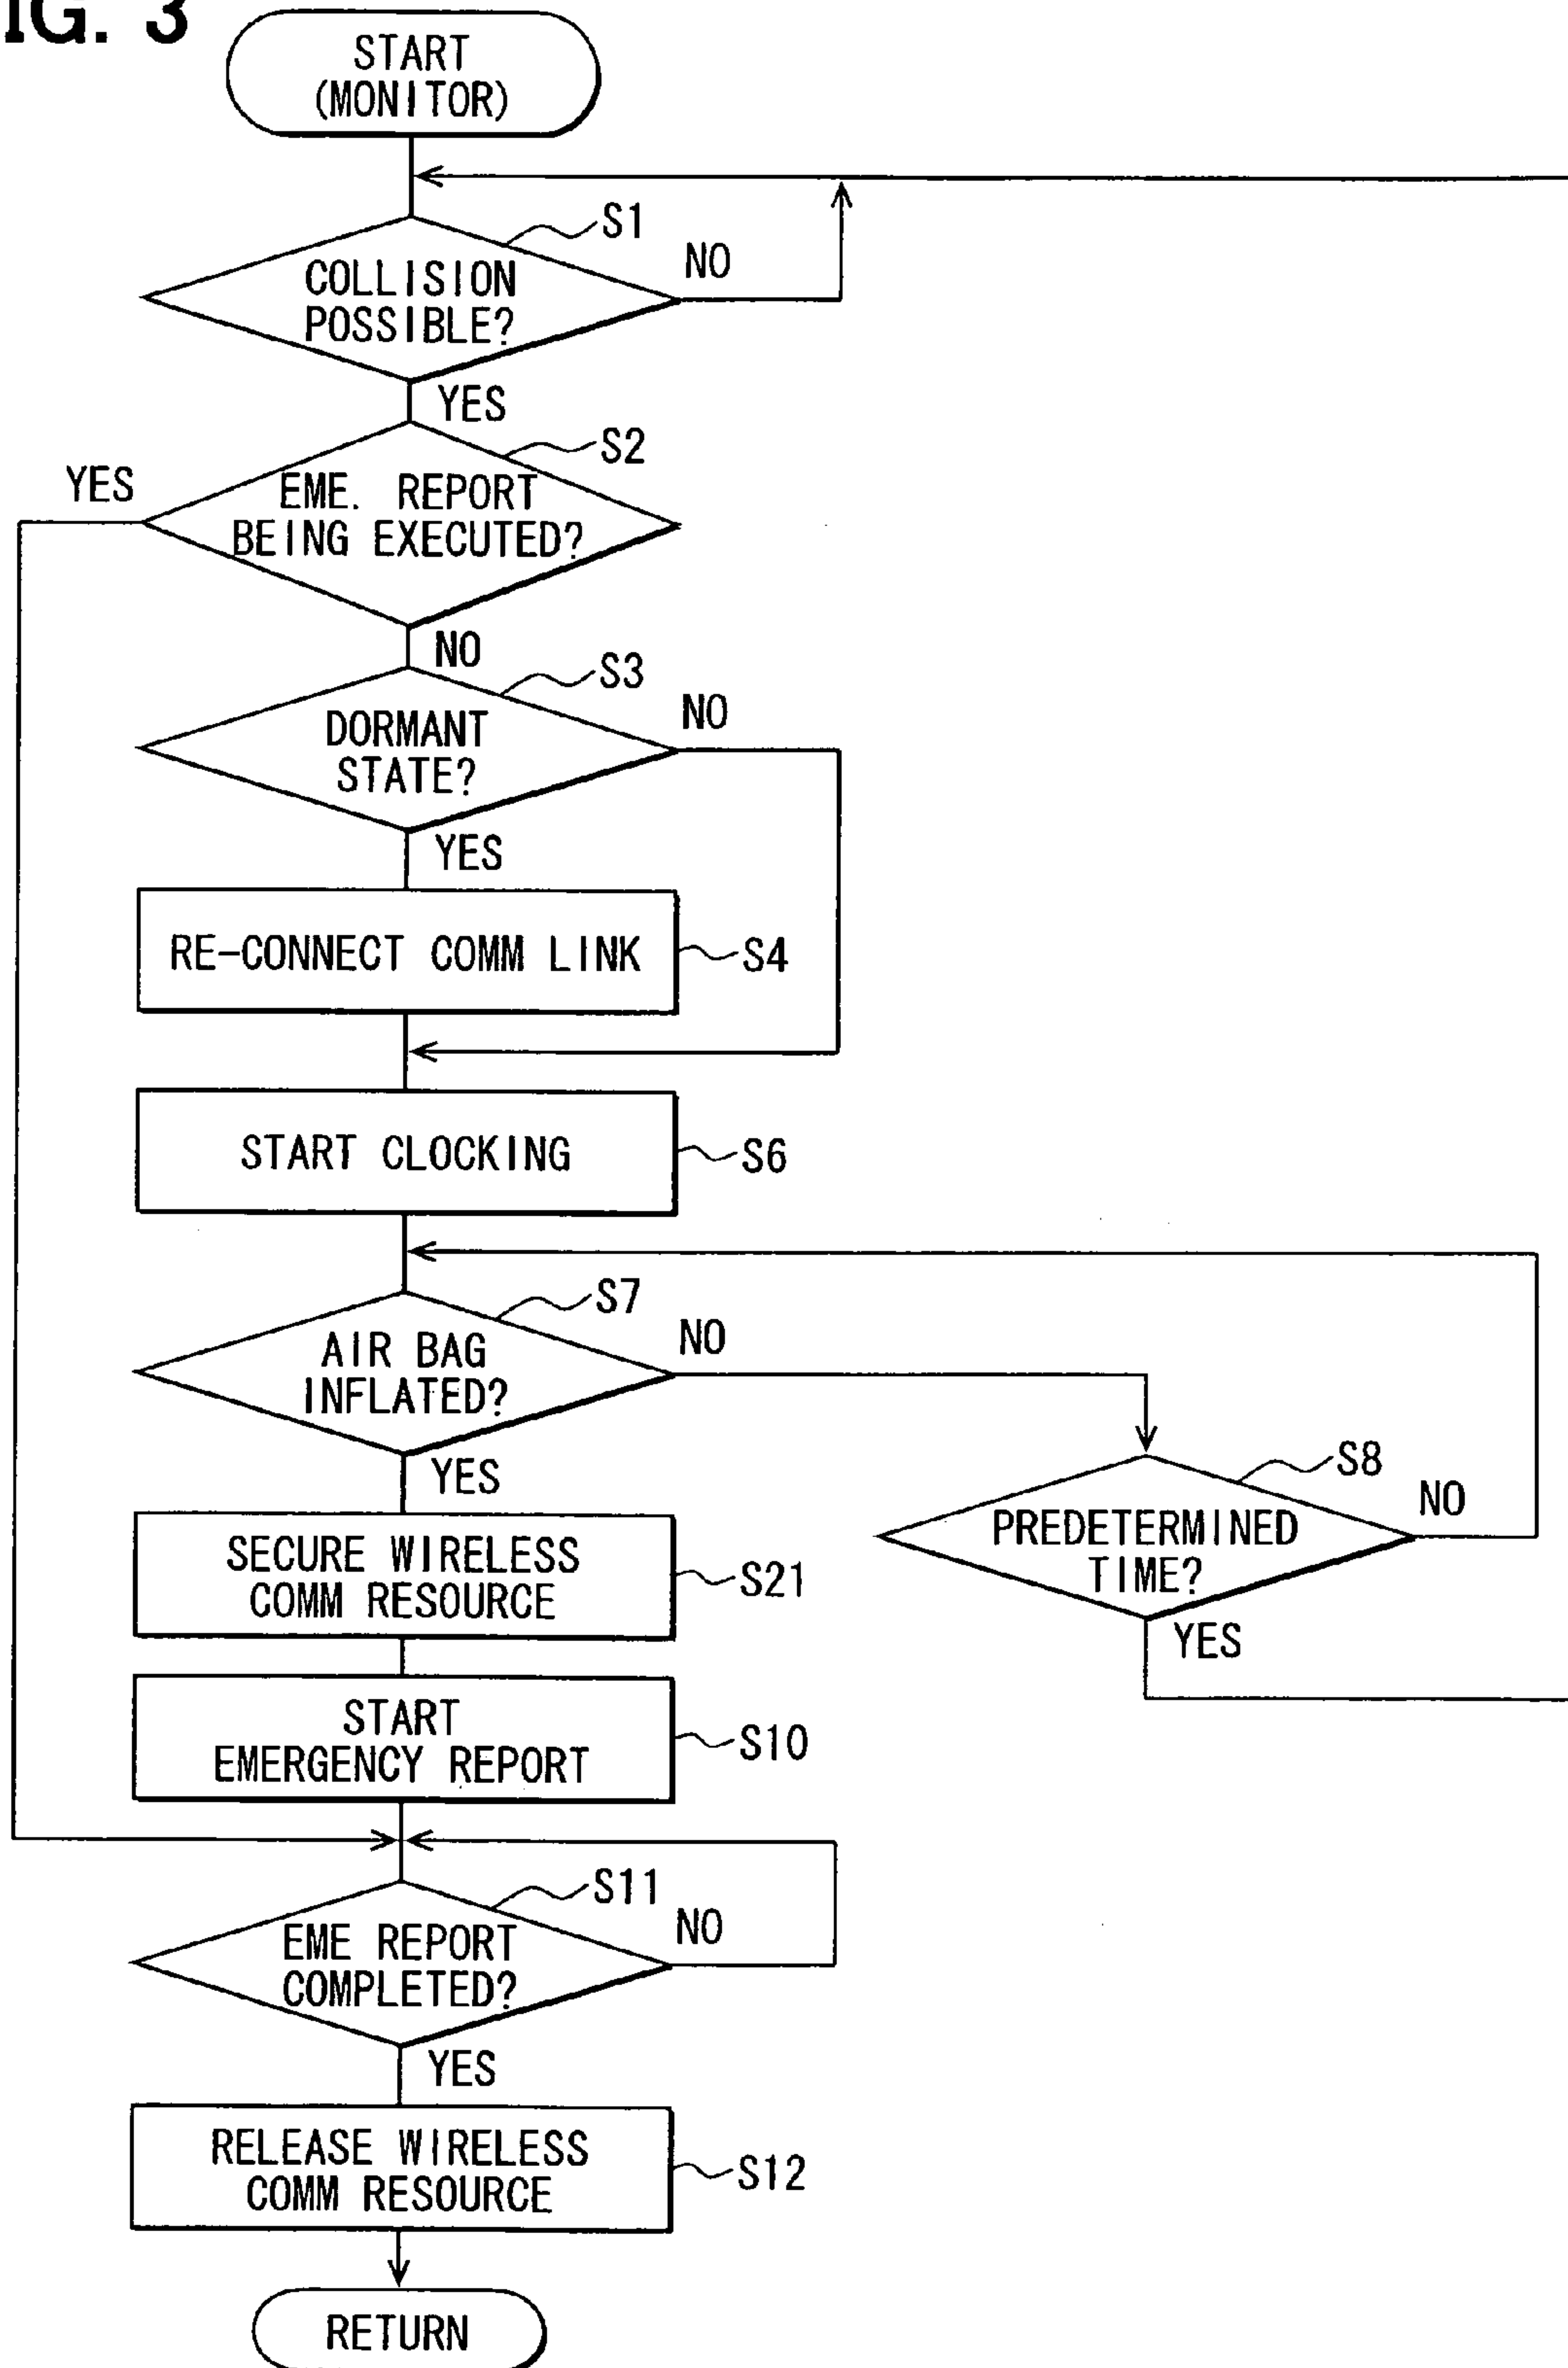 IG. 3
START
(MONITOR)
S1
COLLISION
POSSIBLE?
NO
YES
S2
YES
EME. REPORT
BEING EXECUTED?
NO
S3
DORMANT
STATE?
NO
YES
RE-CONNECT COMM LINK
S4
START CLOCKING
S6
S7
AIR BAG
INFLATED?
NO
YES
S8
PREDETERMINED
TIME?
NO
YES
SECURE WIRELESS
COMM RESOURCE
S21
START
EMERGENCY REPORT
S10
S11
EME REPORT
COMPLETED?
NO
YES
RELEASE WIRELESS
COMM RESOURCE
S12
RETURN